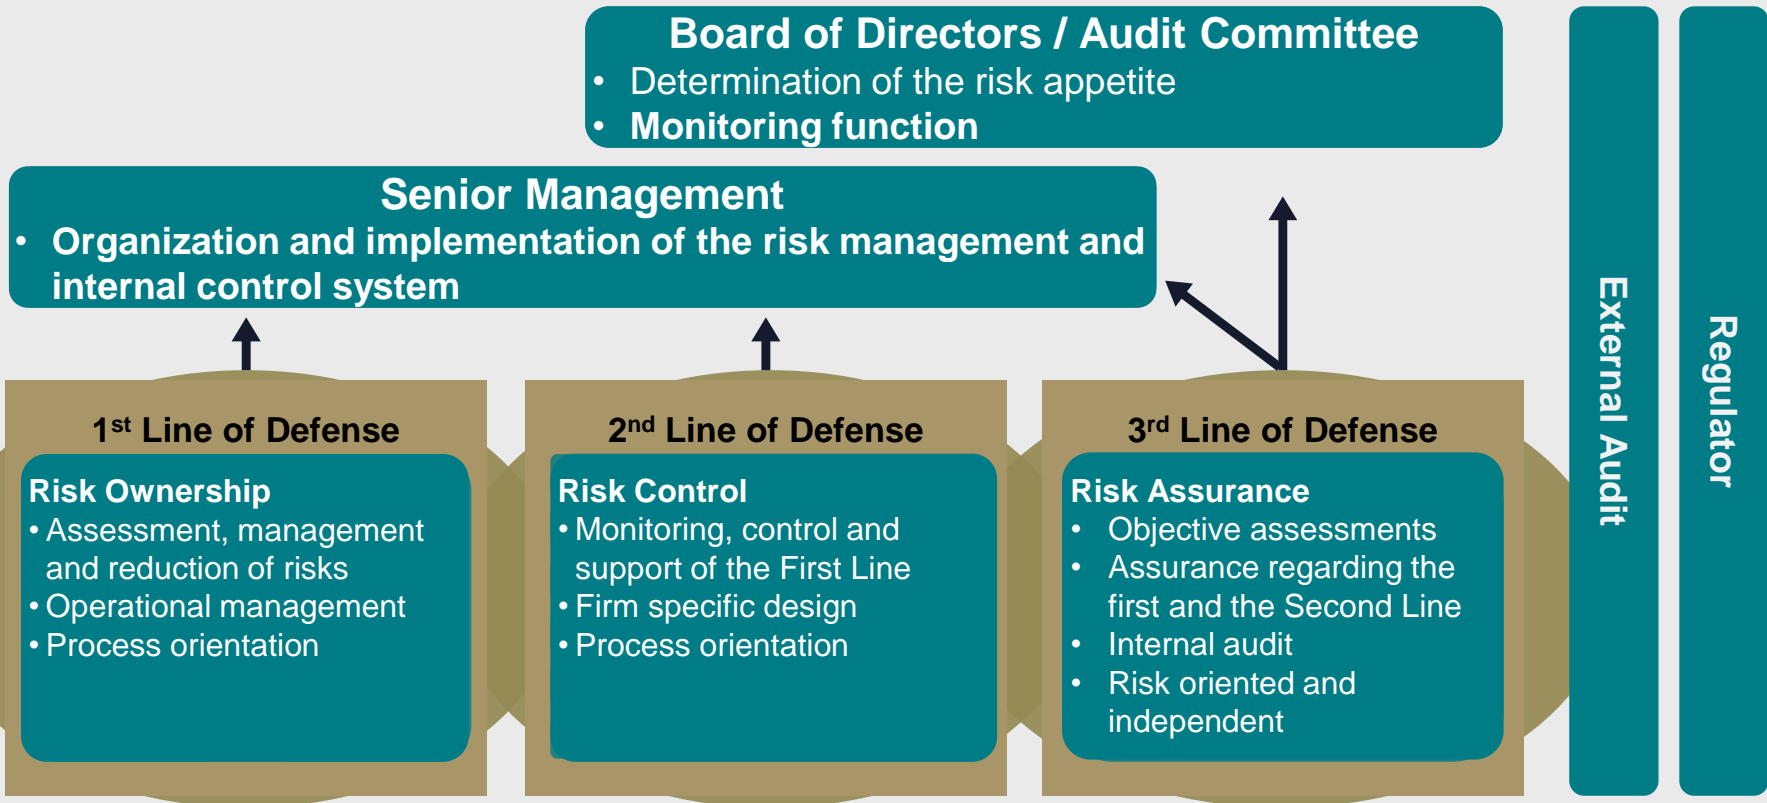 Board of Directors / Audit Committee
• Determination of the risk appetite
• Monitoring function
Senior Management
• Organization and implementation of the risk management and
internal control system
1st Line of Defense
Risk Ownership
• Assessment, management
and reduction of risks
• Operational management
• Process orientation
2nd Line of Defense
Risk Control
• Monitoring, control and
support of the First Line
• Firm specific design
• Process orientation
3rd Line of Defense
Risk Assurance
• Objective assessments
• Assurance regarding the
first and the Second Line
• Internal audit
• Risk oriented and
independent
External Audit
Regulator